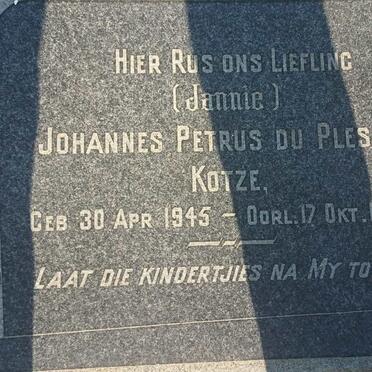 HIER RUS ONS LIEFLING
(Jannie)
JOHANNES PETRUS DU PLES
KOTZE.
GEB 30 APR 1945 - OORL. 17 OKT.
LAAT DIE KINDERTJIES NA MY TO